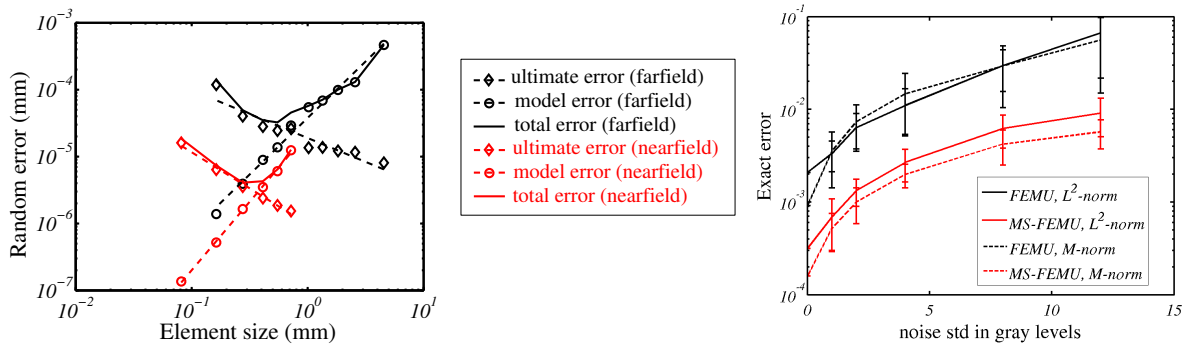 10^{-3}
10^{-4}
10^{-5}
10^{-6}
10^{-7}
Random error (mm)
10^{-2}
10^{-1}
10^{0}
10^{1}
Element size (mm)
ultimate error (farfield)
model error (farfield)
total error (farfield)
ultimate error (nearfield)
model error (nearfield)
total error (nearfield)
10^{-1}
10^{-2}
10^{-3}
10^{-4}
Exact error
0
5
10
15
noise std in gray levels
FEMU, L^2-norm
MS-FEMU, L^2-norm
FEMU, M-norm
MS-FEMU, M-norm